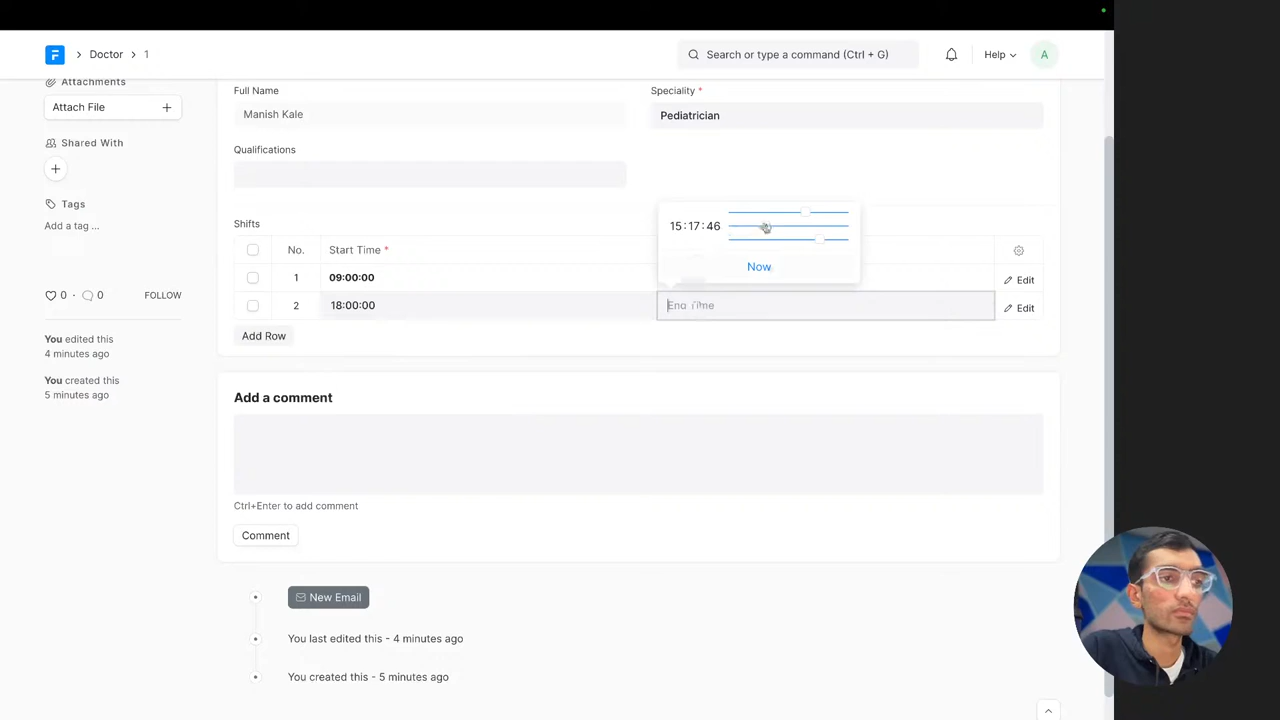 Doctor
1
Search or type a command (Ctrl + G)
Help
A
Attachments
Attach File
Shared With
Tags
Add a tag ...
0 · 0
FOLLOW
You edited this
4 minutes ago
You created this
5 minutes ago
Full Name
Manish Kale
Speciality *
Pediatrician
Qualifications
Shifts
No.
Start Time *
1
09:00:00
Edit
2
18:00:00
Edit
15:17:46
Now
Add Row
Add a comment
Ctrl+Enter to add comment
Comment
New Email
You last edited this - 4 minutes ago
You created this - 5 minutes ago